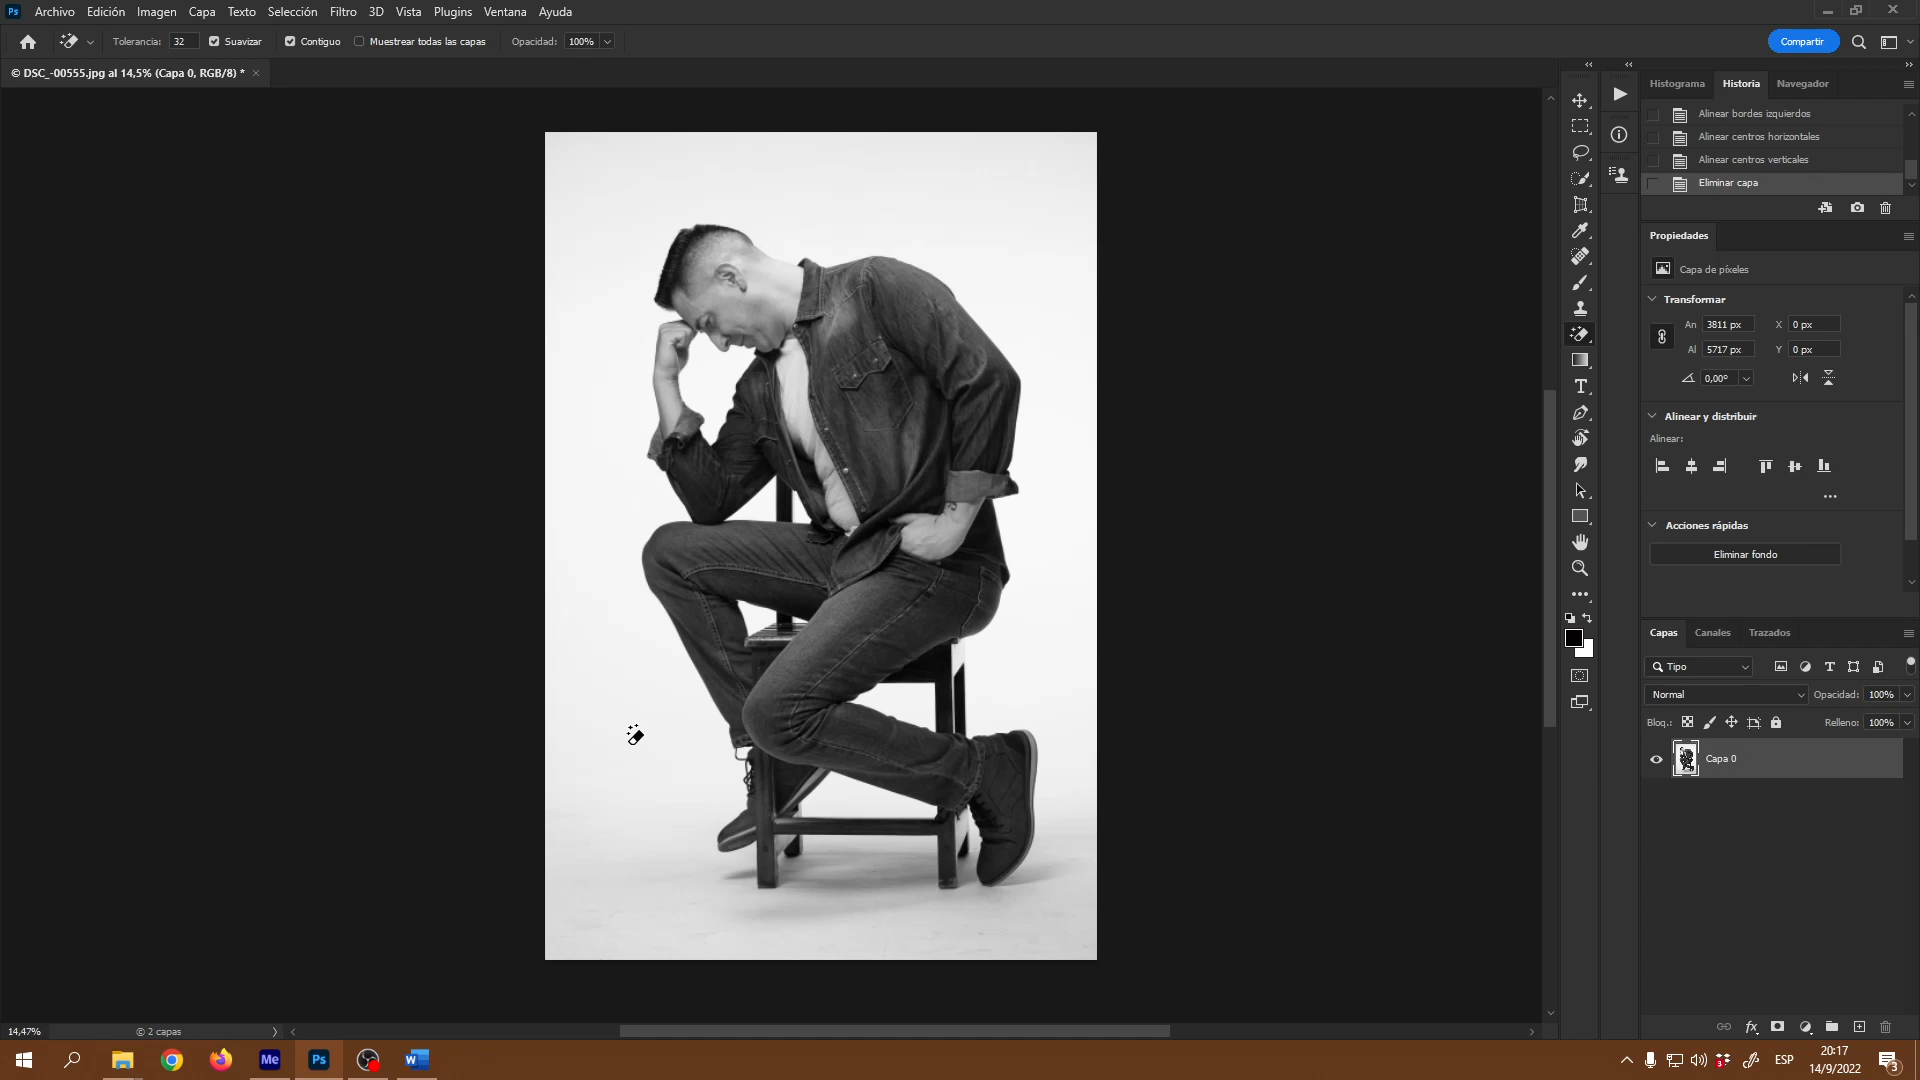 Ps Archivo Edición Imagen Capa Texto Selección Filtro 3D Vista Plugins Ventana Ayuda
Tolerancia: 32 Suavizar Contiguo Muestrear todas las capas Opacidad: 100% Compartir
© DSC_-00555.jpg al 14,5% (Capa 0, RGB/8) * ×
Histograma Historia Navegador
Alinear bordes izquierdos
Alinear centros horizontales
Alinear centros verticales
Eliminar capa
Propiedades
Capa de píxeles
Transformar
An 3811 px X 0 px
Al 5717 px Y 0 px
0,00°
Alinear y distribuir
Alinear:
Acciones rápidas
Eliminar fondo
Capas Canales Trazados
Tipo
Normal Opacidad: 100%
Bloq.: Relleno: 100%
Capa 0
14,47% © 2 capas
Me Ps W ESP 20:17
14/9/2022 3